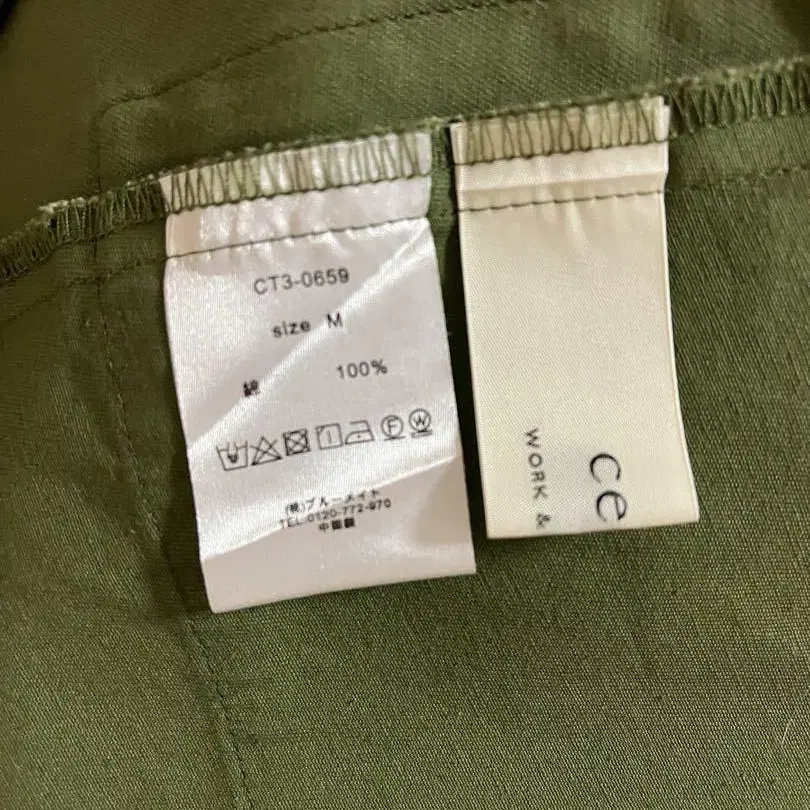 CT3-0659
size M
綿 100%
F W
(株)ブルーメイト
TEL 0120-772-970
中国製
WORK &
ce